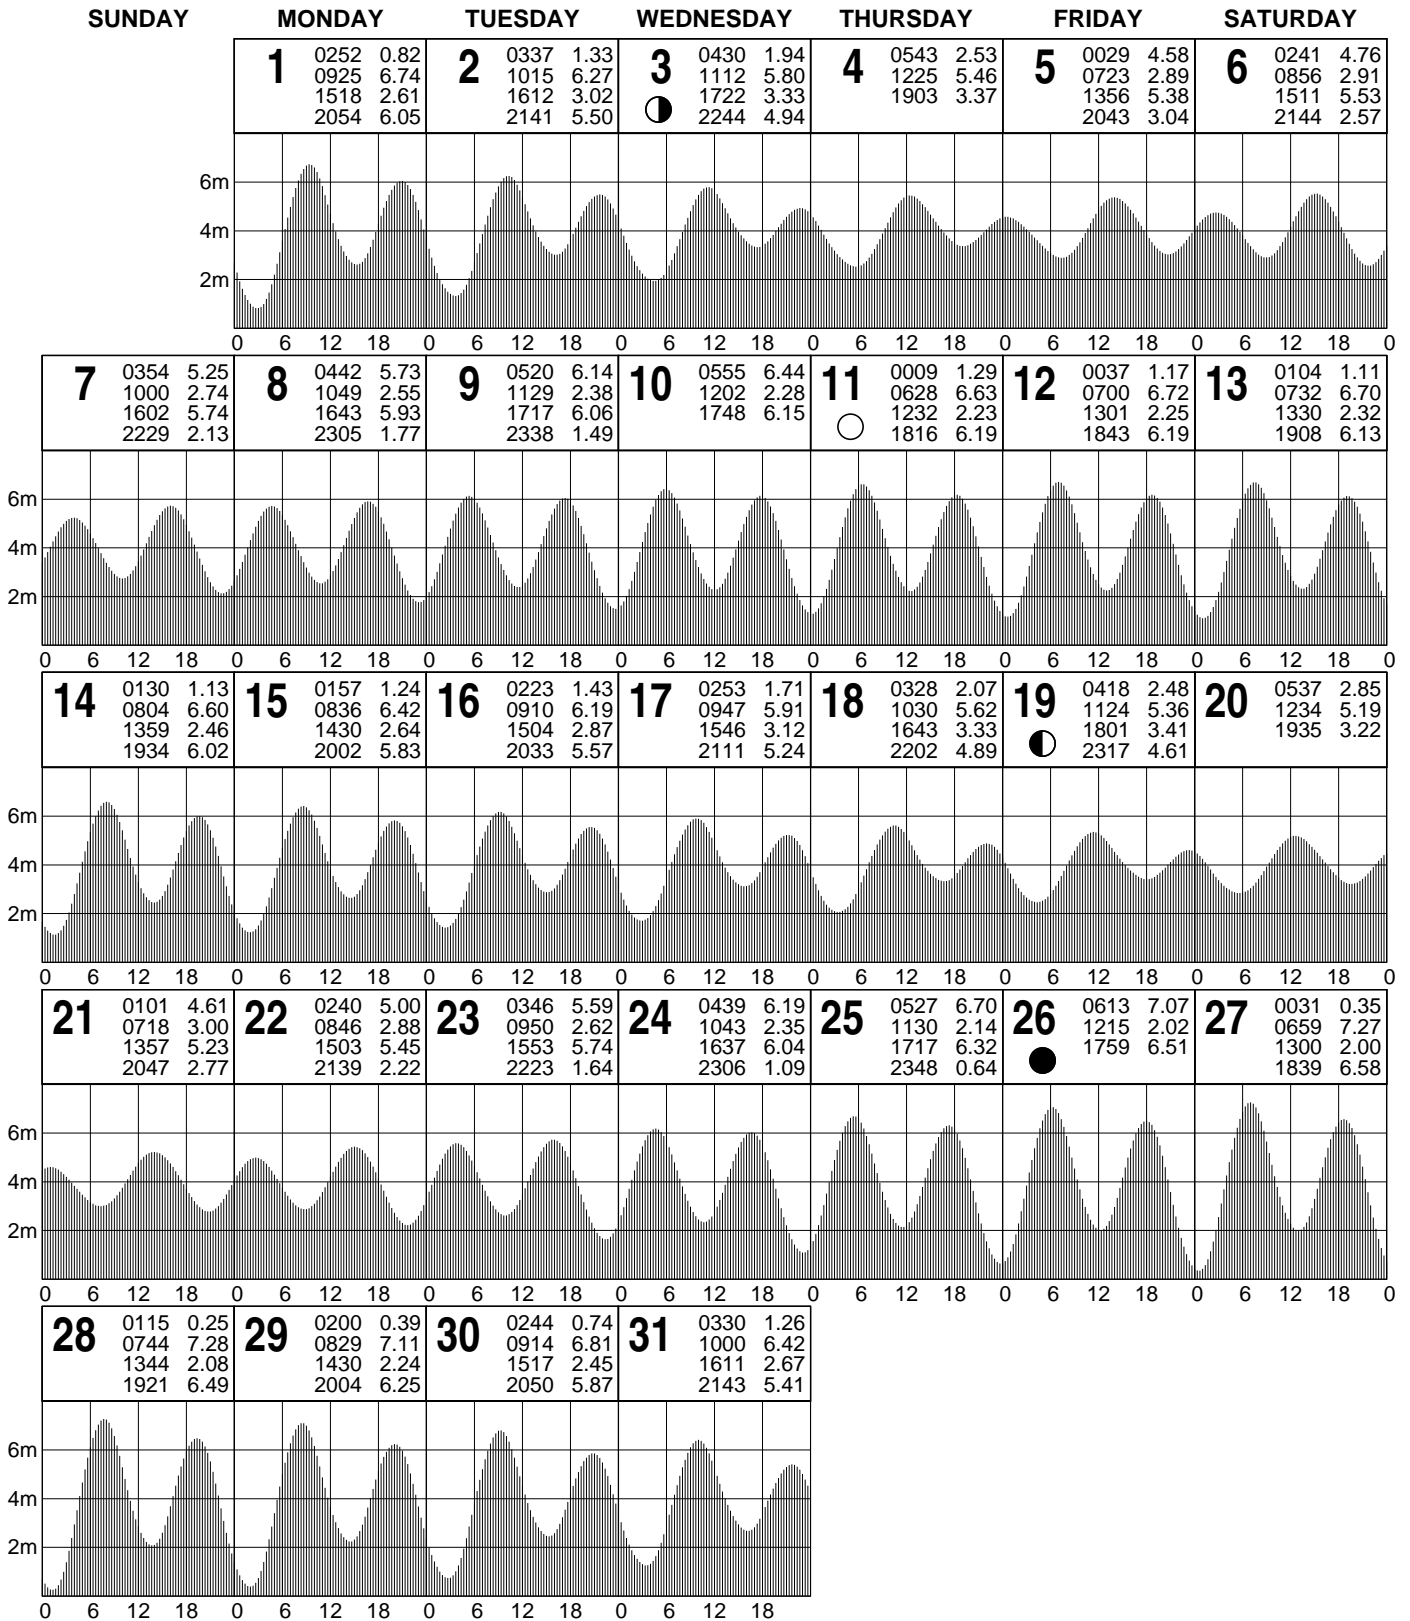 SUNDAY MONDAY TUESDAY WEDNESDAY THURSDAY FRIDAY SATURDAY
1 0252 0.82
0925 6.74
1518 2.61
2054 6.05
2 0337 1.33
1015 6.27
1612 3.02
2141 5.50
3 0430 1.94
1112 5.80
1722 3.33
2244 4.94
4 0543 2.53
1225 5.46
1903 3.37
5 0029 4.58
0723 2.89
1356 5.38
2043 3.04
6 0241 4.76
0856 2.91
1511 5.53
2144 2.57
6m
4m
2m
0 6 12 18 0 6 12 18 0 6 12 18 0 6 12 18 0 6 12 18 0 6 12 18 0
7 0354 5.25
1000 2.74
1602 5.74
2229 2.13
8 0442 5.73
1049 2.55
1643 5.93
2305 1.77
9 0520 6.14
1129 2.38
1717 6.06
2338 1.49
10 0555 6.44
1202 2.28
1748 6.15
11 0009 1.29
0628 6.63
1232 2.23
1816 6.19
12 0037 1.17
0700 6.72
1301 2.25
1843 6.19
13 0104 1.11
0732 6.70
1330 2.32
1908 6.13
6m
4m
2m
0 6 12 18 0 6 12 18 0 6 12 18 0 6 12 18 0 6 12 18 0 6 12 18 0 6 12 18 0
14 0130 1.13
0804 6.60
1359 2.46
1934 6.02
15 0157 1.24
0836 6.42
1430 2.64
2002 5.83
16 0223 1.43
0910 6.19
1504 2.87
2033 5.57
17 0253 1.71
0947 5.91
1546 3.12
2111 5.24
18 0328 2.07
1030 5.62
1643 3.33
2202 4.89
19 0418 2.48
1124 5.36
1801 3.41
2317 4.61
20 0537 2.85
1234 5.19
1935 3.22
6m
4m
2m
0 6 12 18 0 6 12 18 0 6 12 18 0 6 12 18 0 6 12 18 0 6 12 18 0 6 12 18 0
21 0101 4.61
0718 3.00
1357 5.23
2047 2.77
22 0240 5.00
0846 2.88
1503 5.45
2139 2.22
23 0346 5.59
0950 2.62
1553 5.74
2223 1.64
24 0439 6.19
1043 2.35
1637 6.04
2306 1.09
25 0527 6.70
1130 2.14
1717 6.32
2348 0.64
26 0613 7.07
1215 2.02
1759 6.51
27 0031 0.35
0659 7.27
1300 2.00
1839 6.58
6m
4m
2m
0 6 12 18 0 6 12 18 0 6 12 18 0 6 12 18 0 6 12 18 0 6 12 18 0 6 12 18 0
28 0115 0.25
0744 7.28
1344 2.08
1921 6.49
29 0200 0.39
0829 7.11
1430 2.24
2004 6.25
30 0244 0.74
0914 6.81
1517 2.45
2050 5.87
31 0330 1.26
1000 6.42
1611 2.67
2143 5.41
6m
4m
2m
0 6 12 18 0 6 12 18 0 6 12 18 0 6 12 18